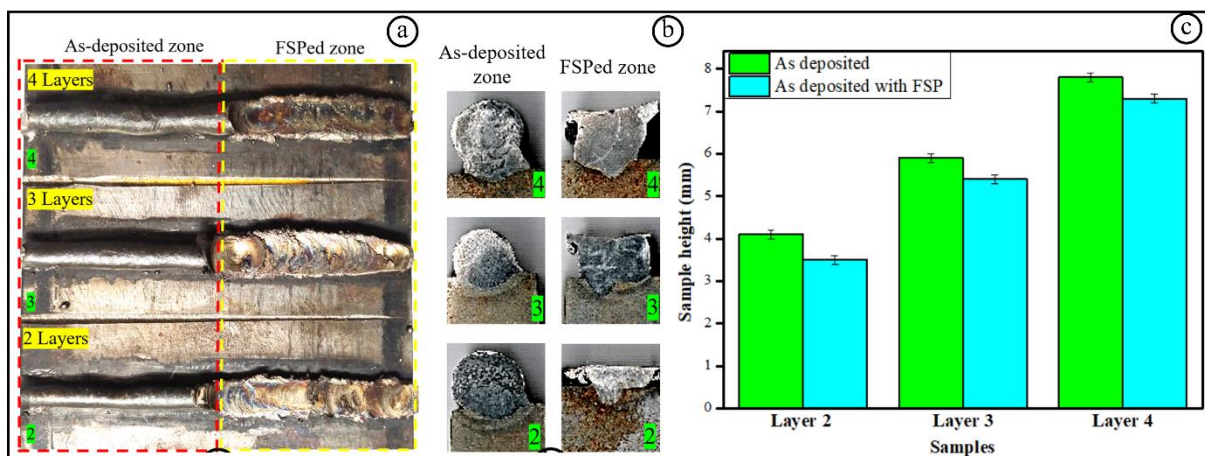 a
As-deposited zone
FSPed zone
4 Layers
4
3 Layers
3
2 Layers
2
b
As-deposited
zone
FSPed zone
4
4
3
3
2
2
c
As deposited
As deposited with FSP
8
7
6
5
4
3
2
1
0
Sample height (mm)
Layer 2
Layer 3
Layer 4
Samples